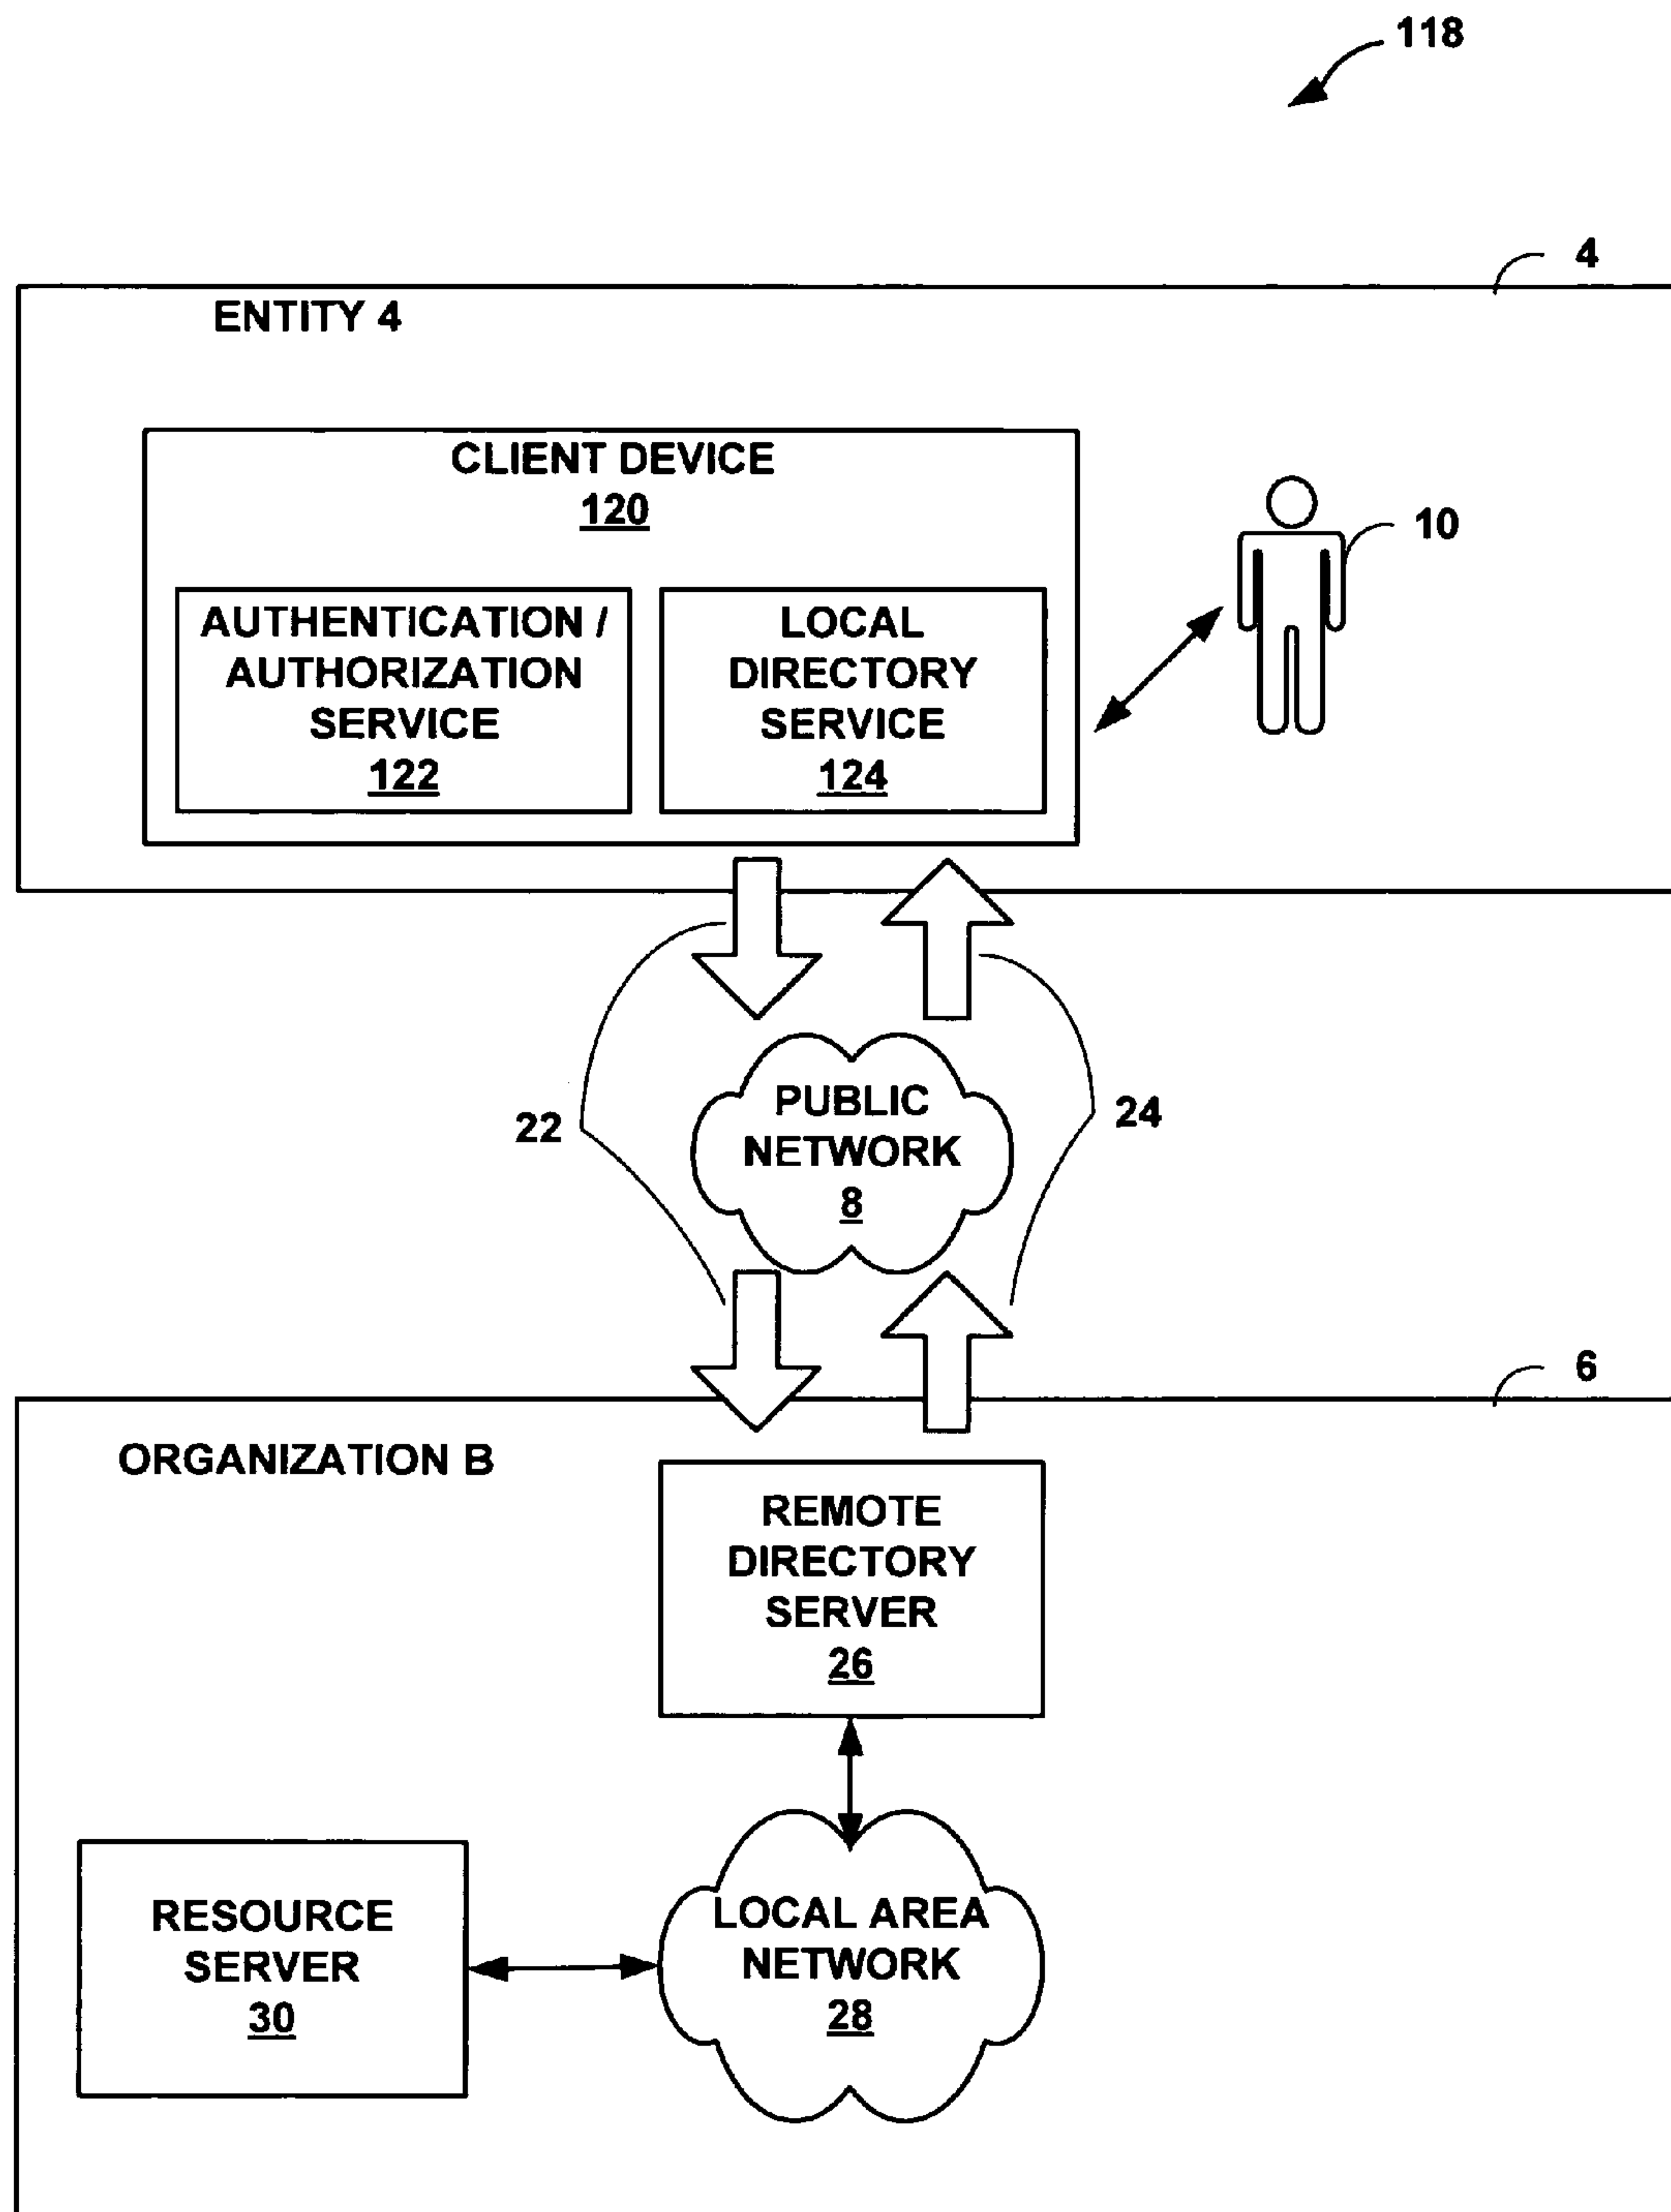 118
4
ENTITY 4
CLIENT DEVICE
120
10
AUTHENTICATION /
AUTHORIZATION
SERVICE
122
LOCAL
DIRECTORY
SERVICE
124
22
PUBLIC
NETWORK
8
24
6
ORGANIZATION B
REMOTE
DIRECTORY
SERVER
26
RESOURCE
SERVER
30
LOCAL AREA
NETWORK
28